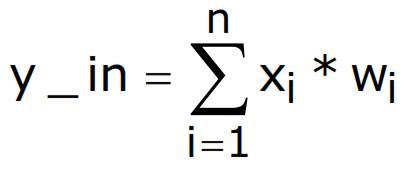 n
y _ in = ∑ xᵢ * wᵢ
i=1